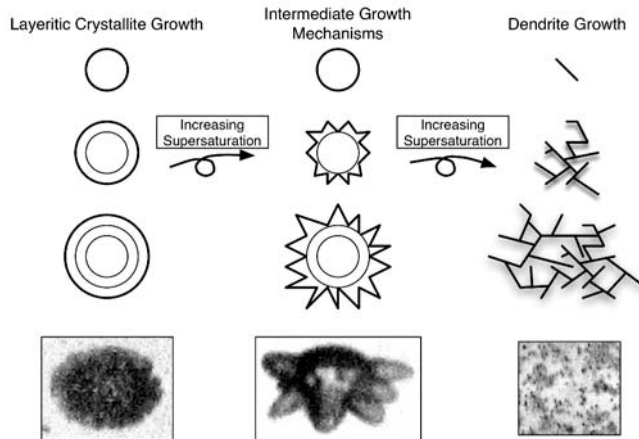 Layeritic Crystallite Growth
Intermediate Growth
Mechanisms
Dendrite Growth
Increasing
Supersaturation
Increasing
Supersaturation